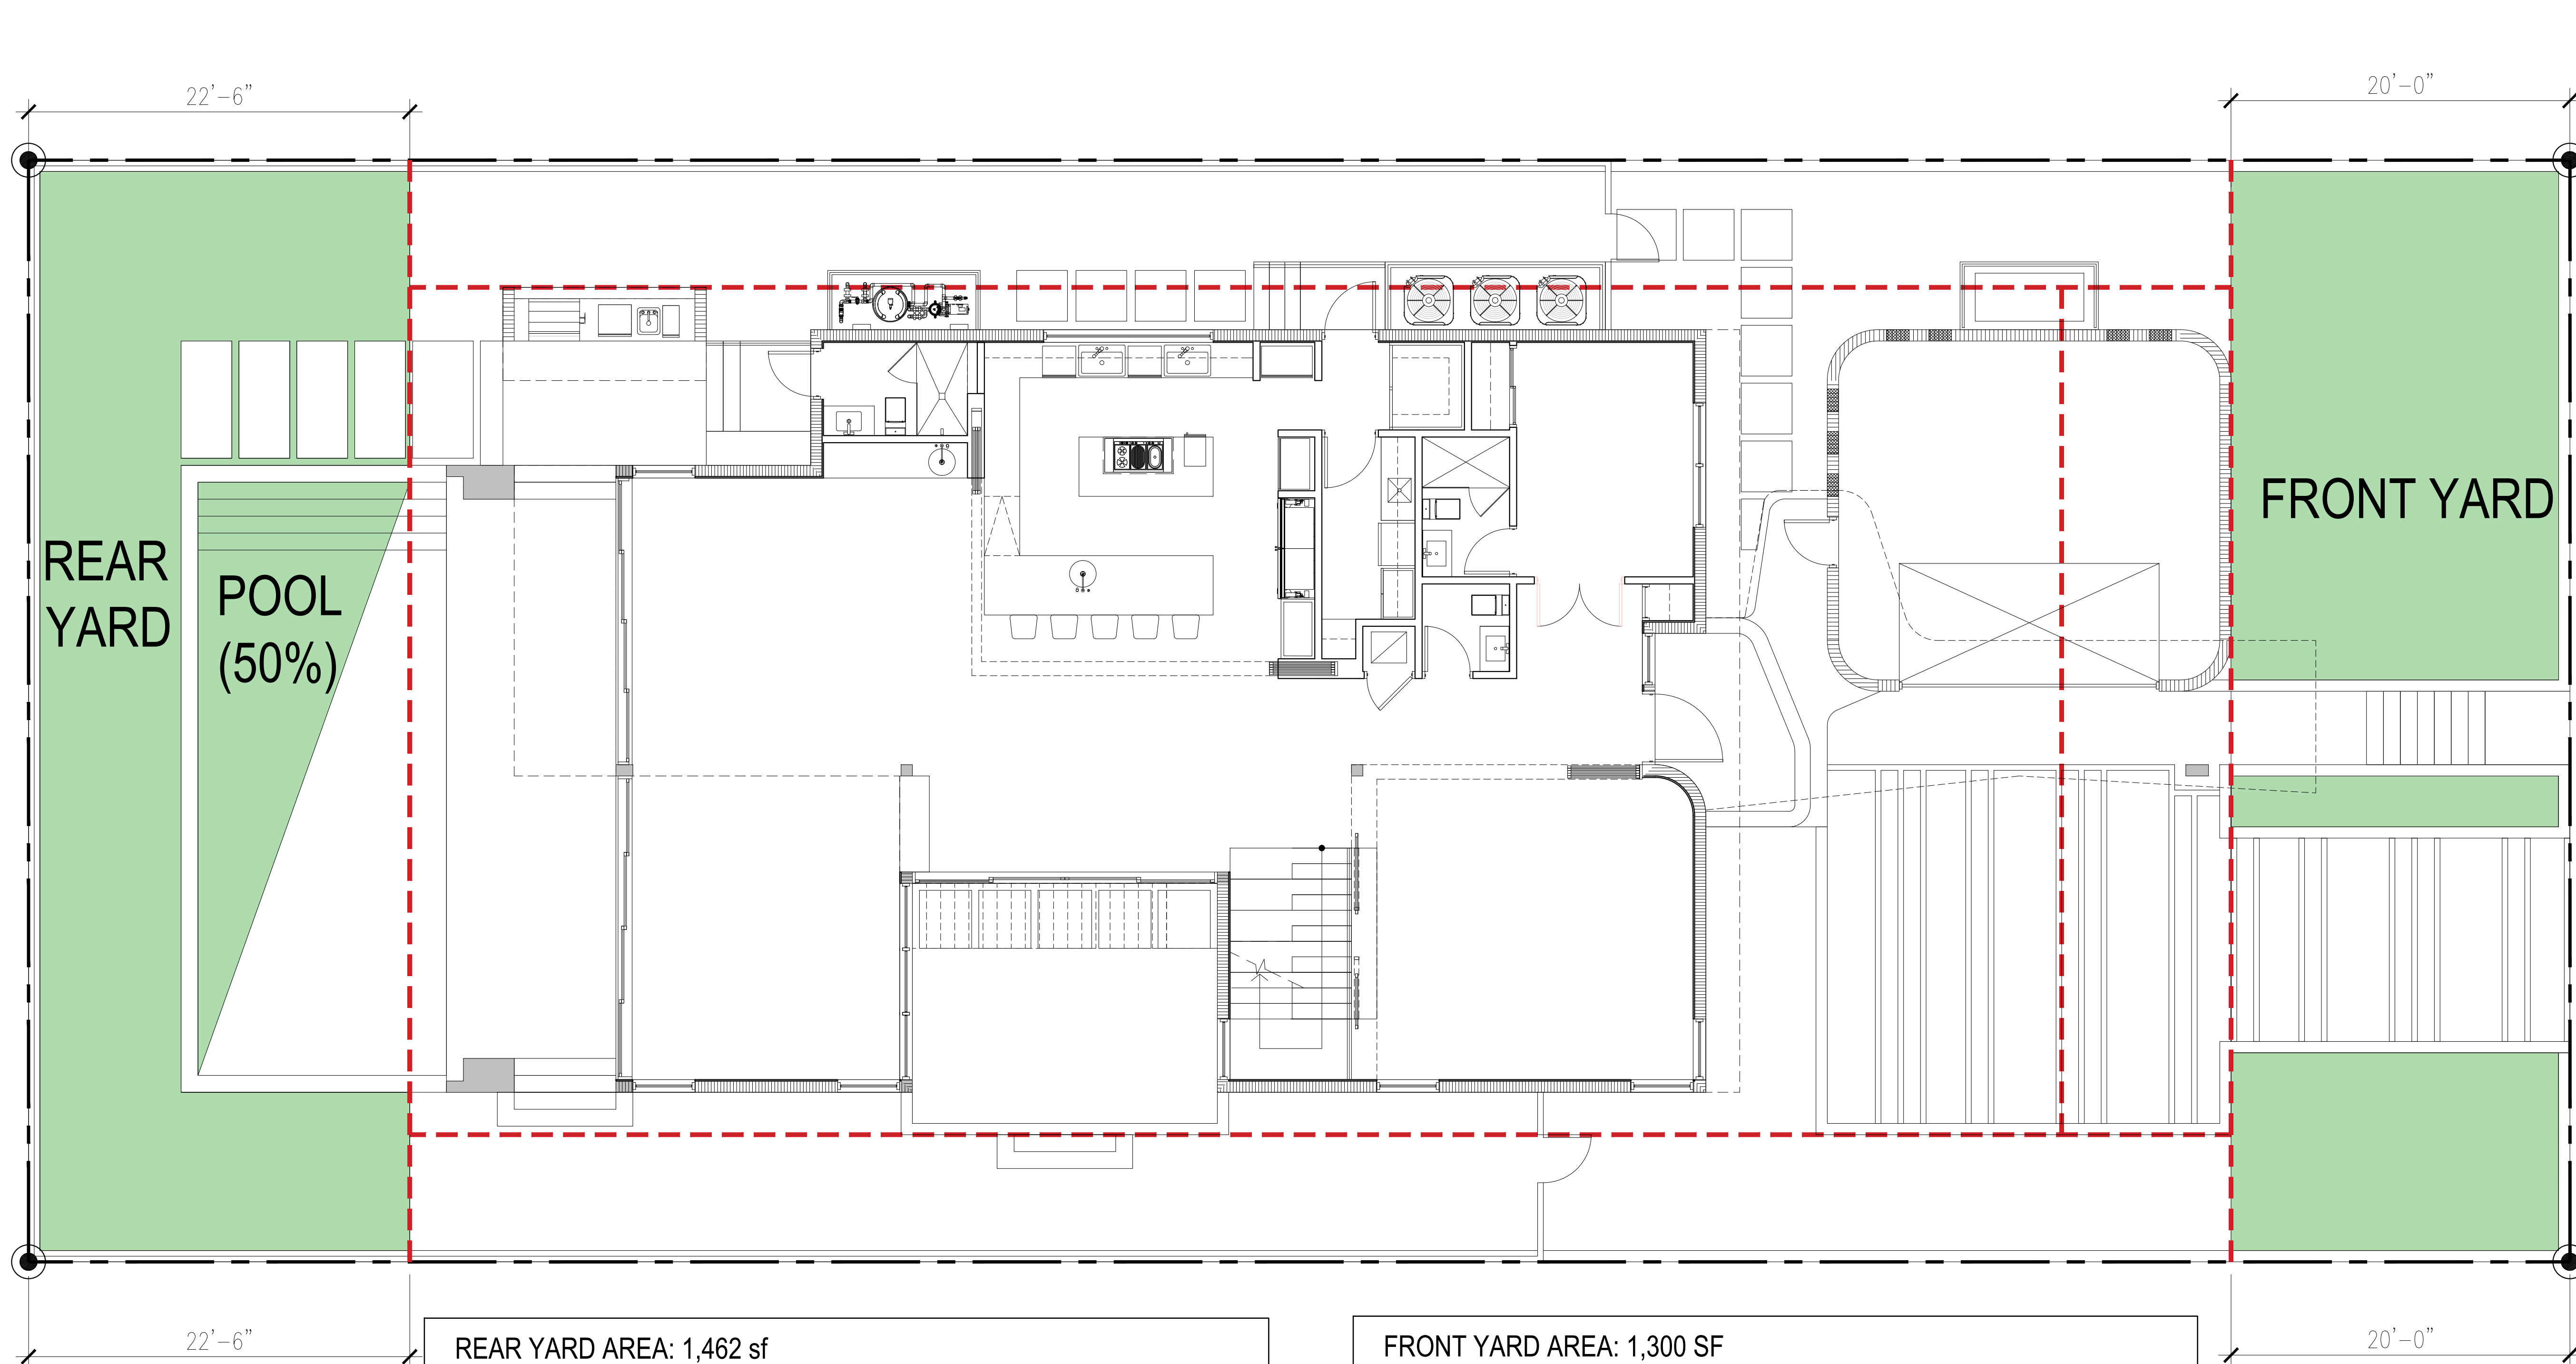 22'-6"
20'-0"
FRONT YARD
REAR
YARD
POOL
(50%)
22'-6"
20'-0"
REAR YARD AREA: 1,462 sf
FRONT YARD AREA: 1,300 SF